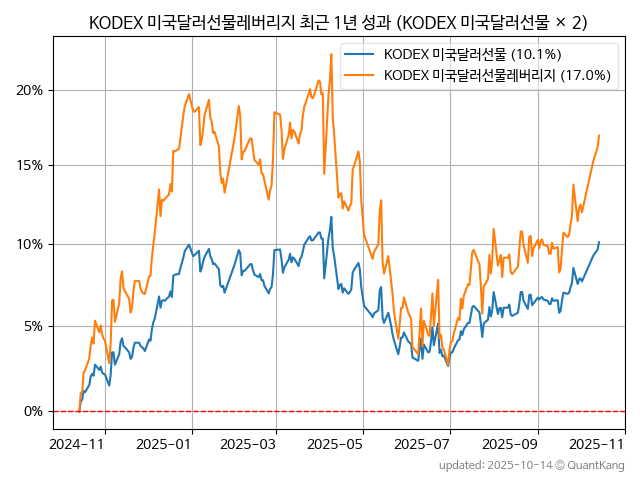 KODEX 미국달러선물레버리지 최근 1년 성과 (KODEX 미국달러선물 × 2)
KODEX 미국달러선물 (10.1%)
KODEX 미국달러선물레버리지 (17.0%)
20%
15%
10%
5%
0%
2024-11 2025-01 2025-03 2025-05 2025-07 2025-09 2025-11
updated: 2025-10-14 © QuantKang